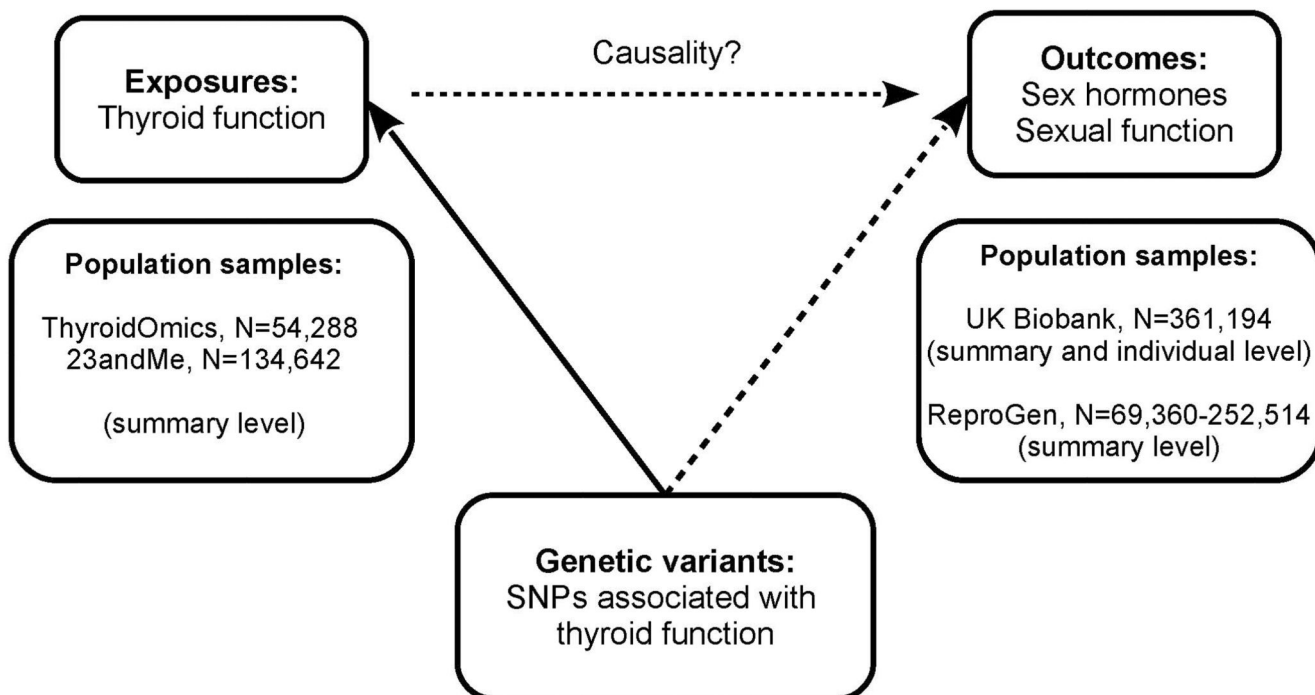 Exposures:
Thyroid function
Causality?
Outcomes:
Sex hormones
Sexual function
Population samples:
ThyroidOmics, N=54,288
23andMe, N=134,642
(summary level)
Population samples:
UK Biobank, N=361,194
(summary and individual level)
ReproGen, N=69,360-252,514
(summary level)
Genetic variants:
SNPs associated with
thyroid function